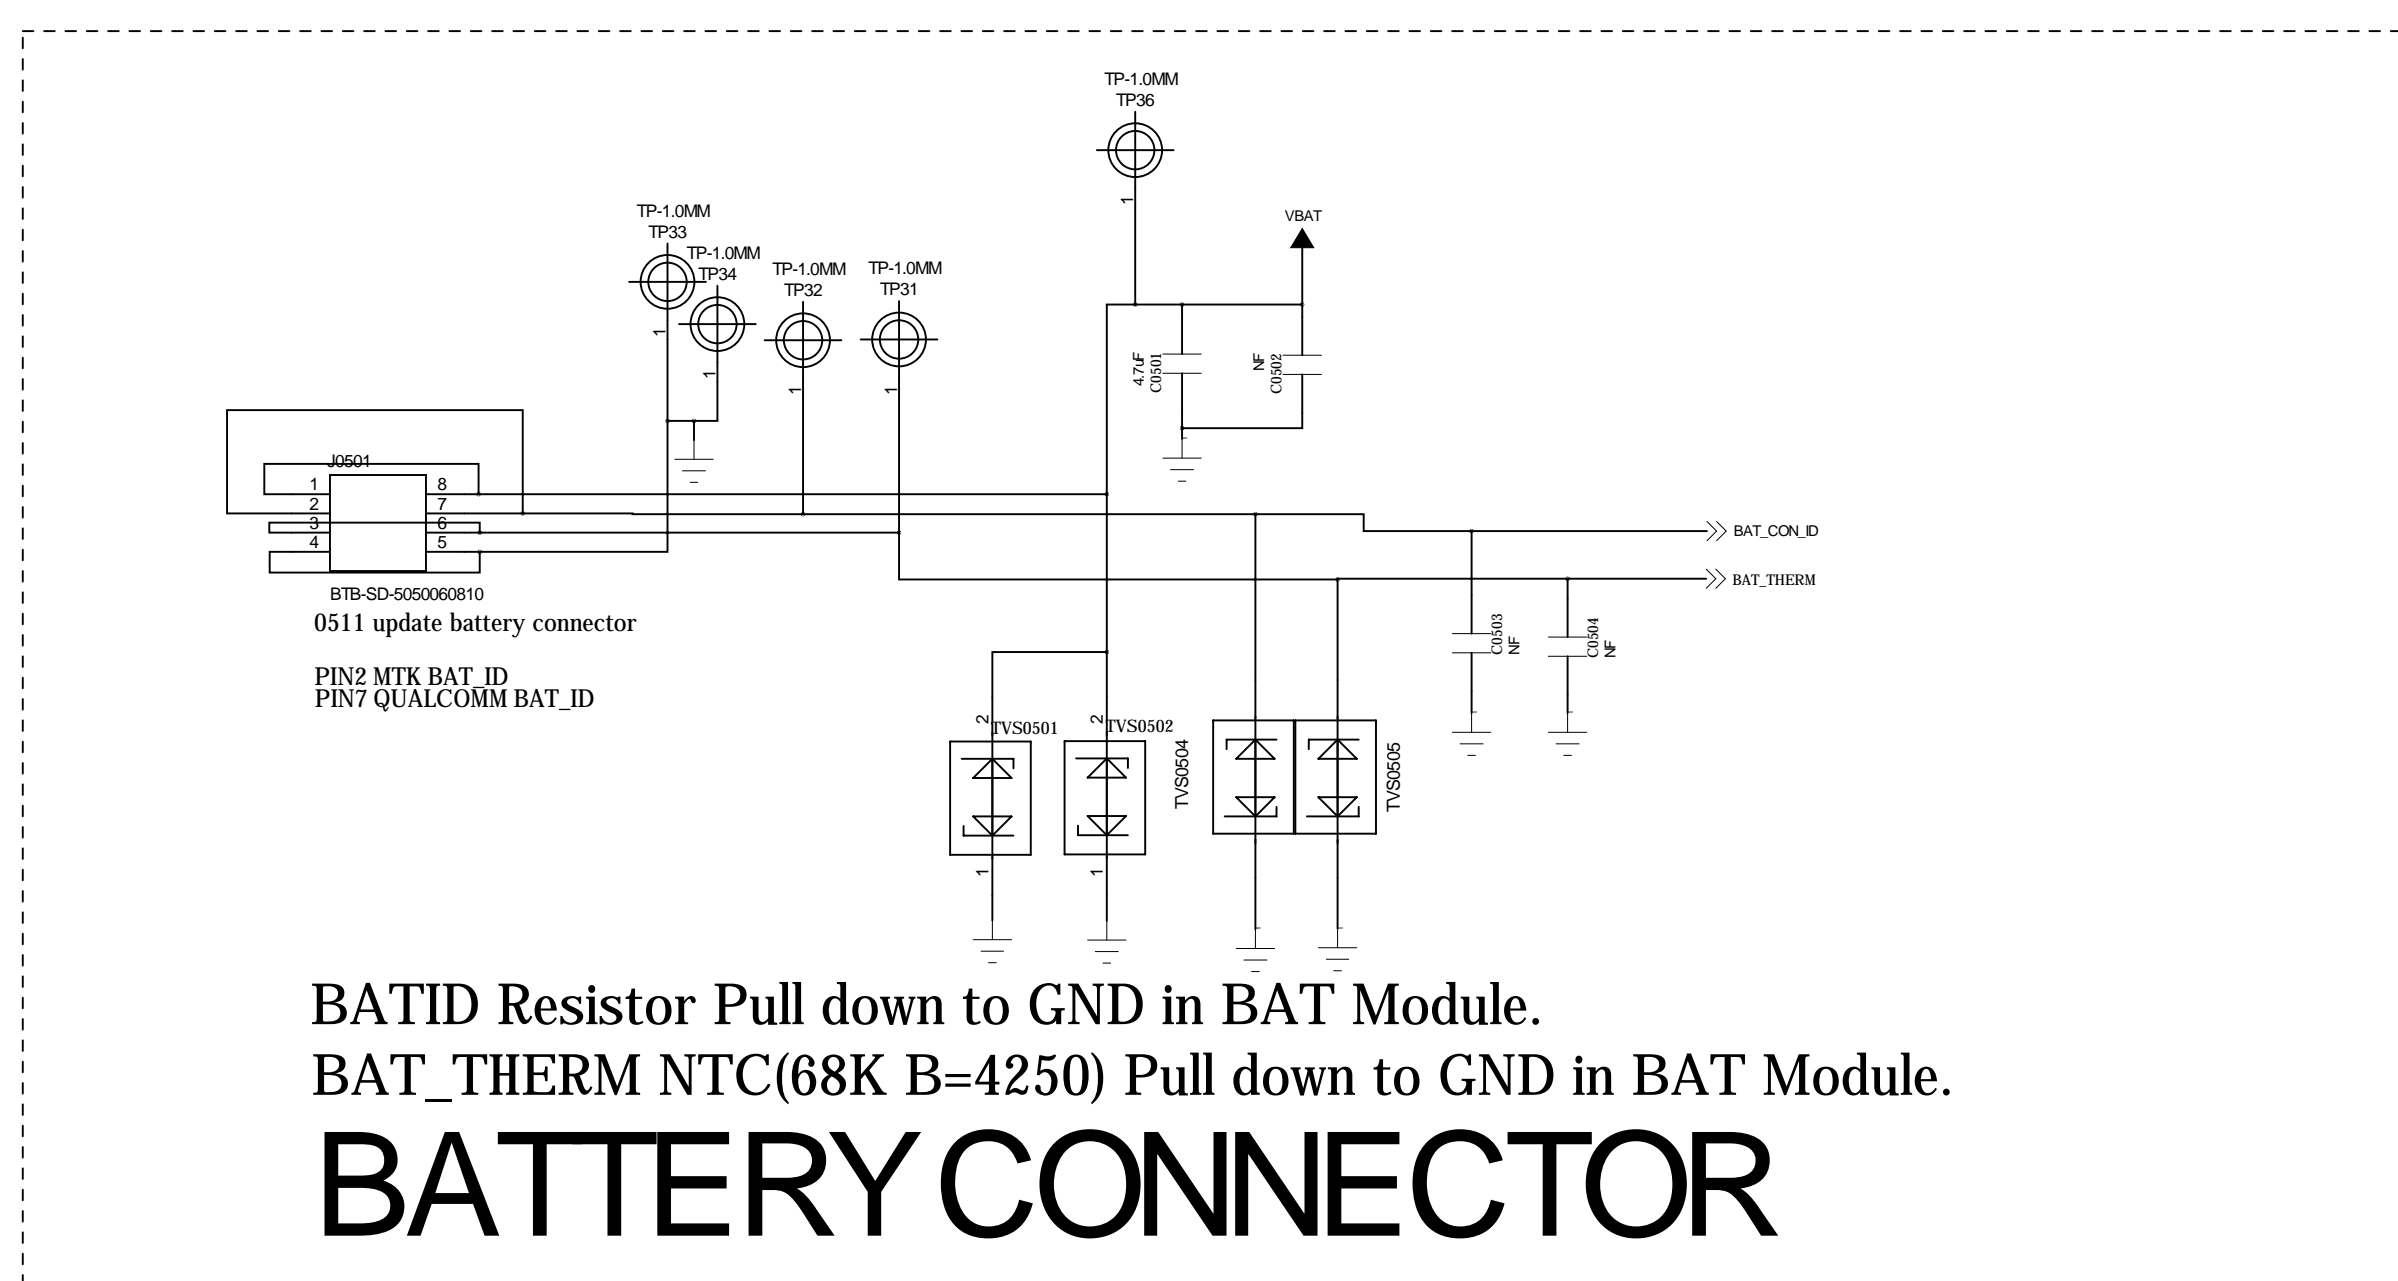 TP-1.0MM
TP36
TP-1.0MM
TP33
TP-1.0MM
TP34
TP-1.0MM
TP32
TP-1.0MM
TP31
VBAT
1
1
1
1
1
4.7uF
C0501
NF
C0502
J0501
1
8
2
7
3
6
4
5
BTB-SD-5050060810
0511 update battery connector
PIN2 MTK BAT_ID
PIN7 QUALCOMM BAT_ID
BAT_CON_ID
BAT_THERM
C0503
NF
C0504
NF
2
TVS0501
2
TVS0502
TVS0504
TVS0505
1
1
BATID Resistor Pull down to GND in BAT Module.
BAT_THERM NTC(68K B=4250) Pull down to GND in BAT Module.
BATTERY CONNECTOR